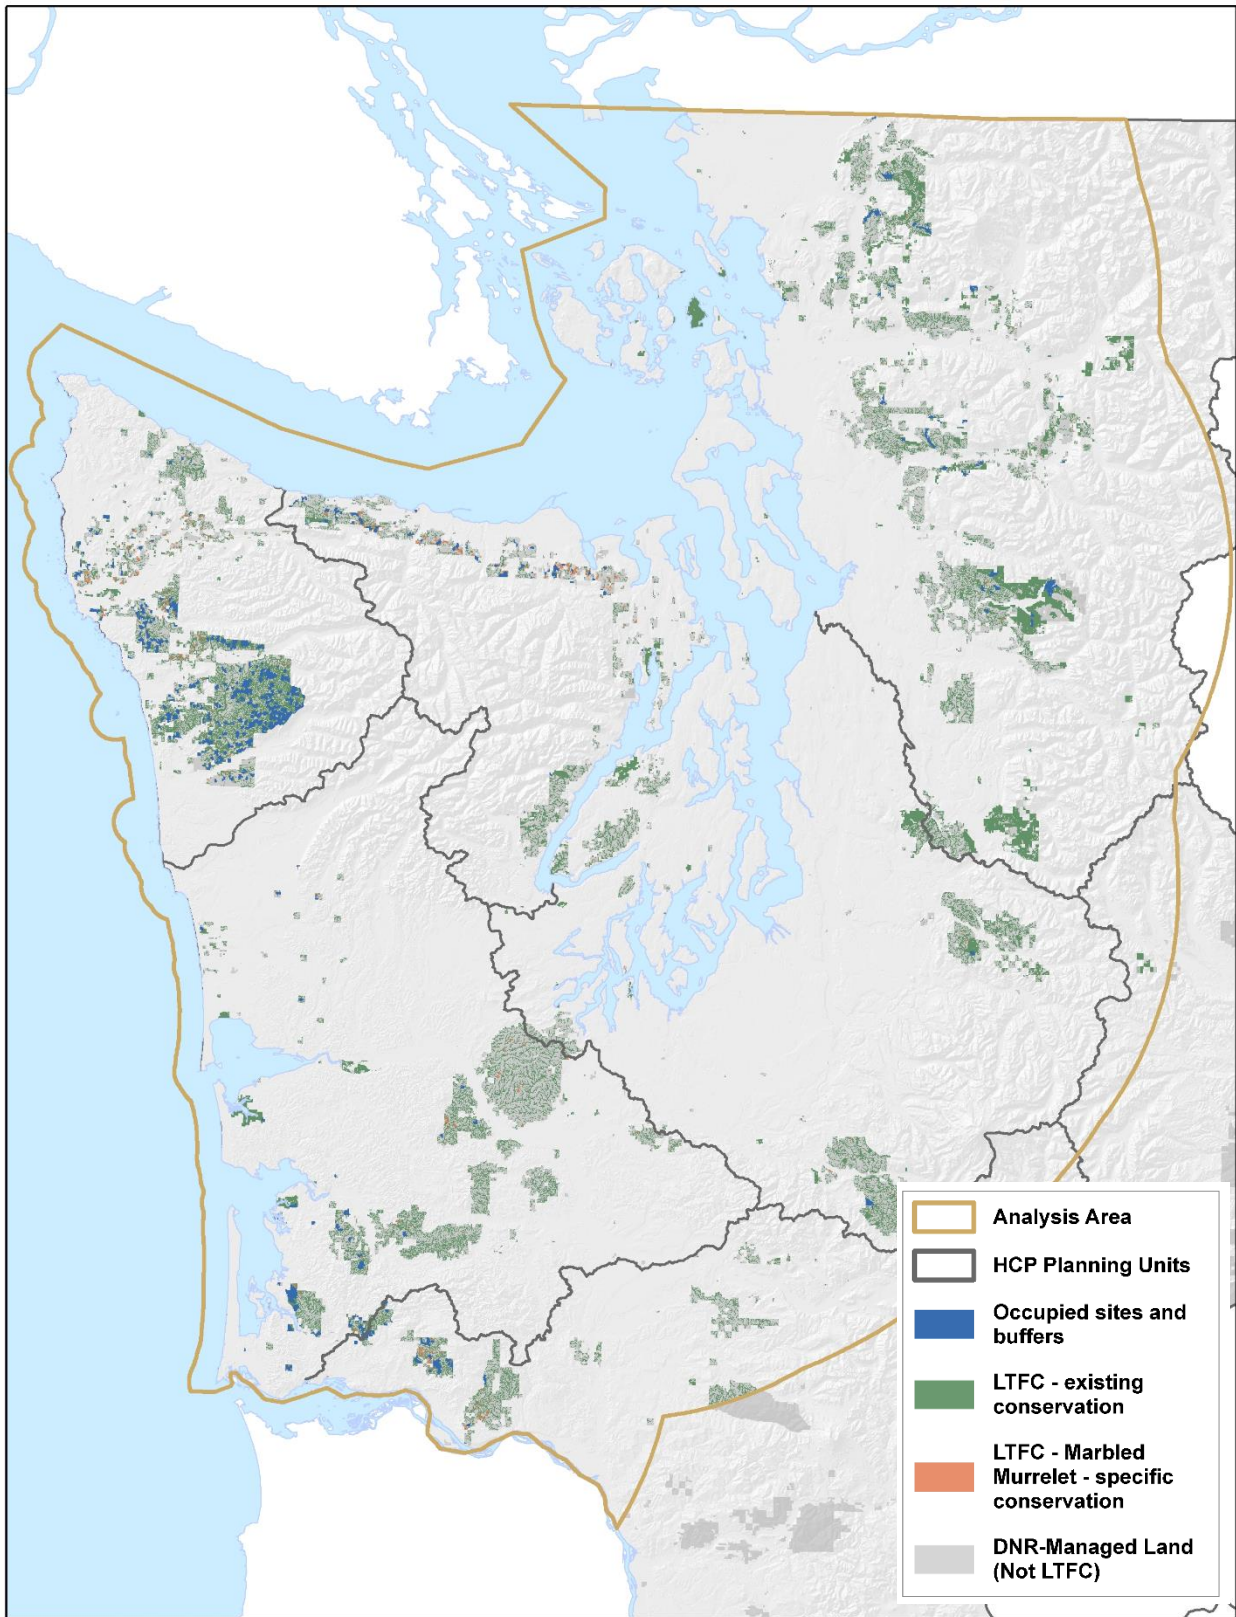 Analysis Area
HCP Planning Units
Occupied sites and
buffers
LTFC - existing
conservation
LTFC - Marbled
Murrelet - specific
conservation
DNR-Managed Land
(Not LTFC)